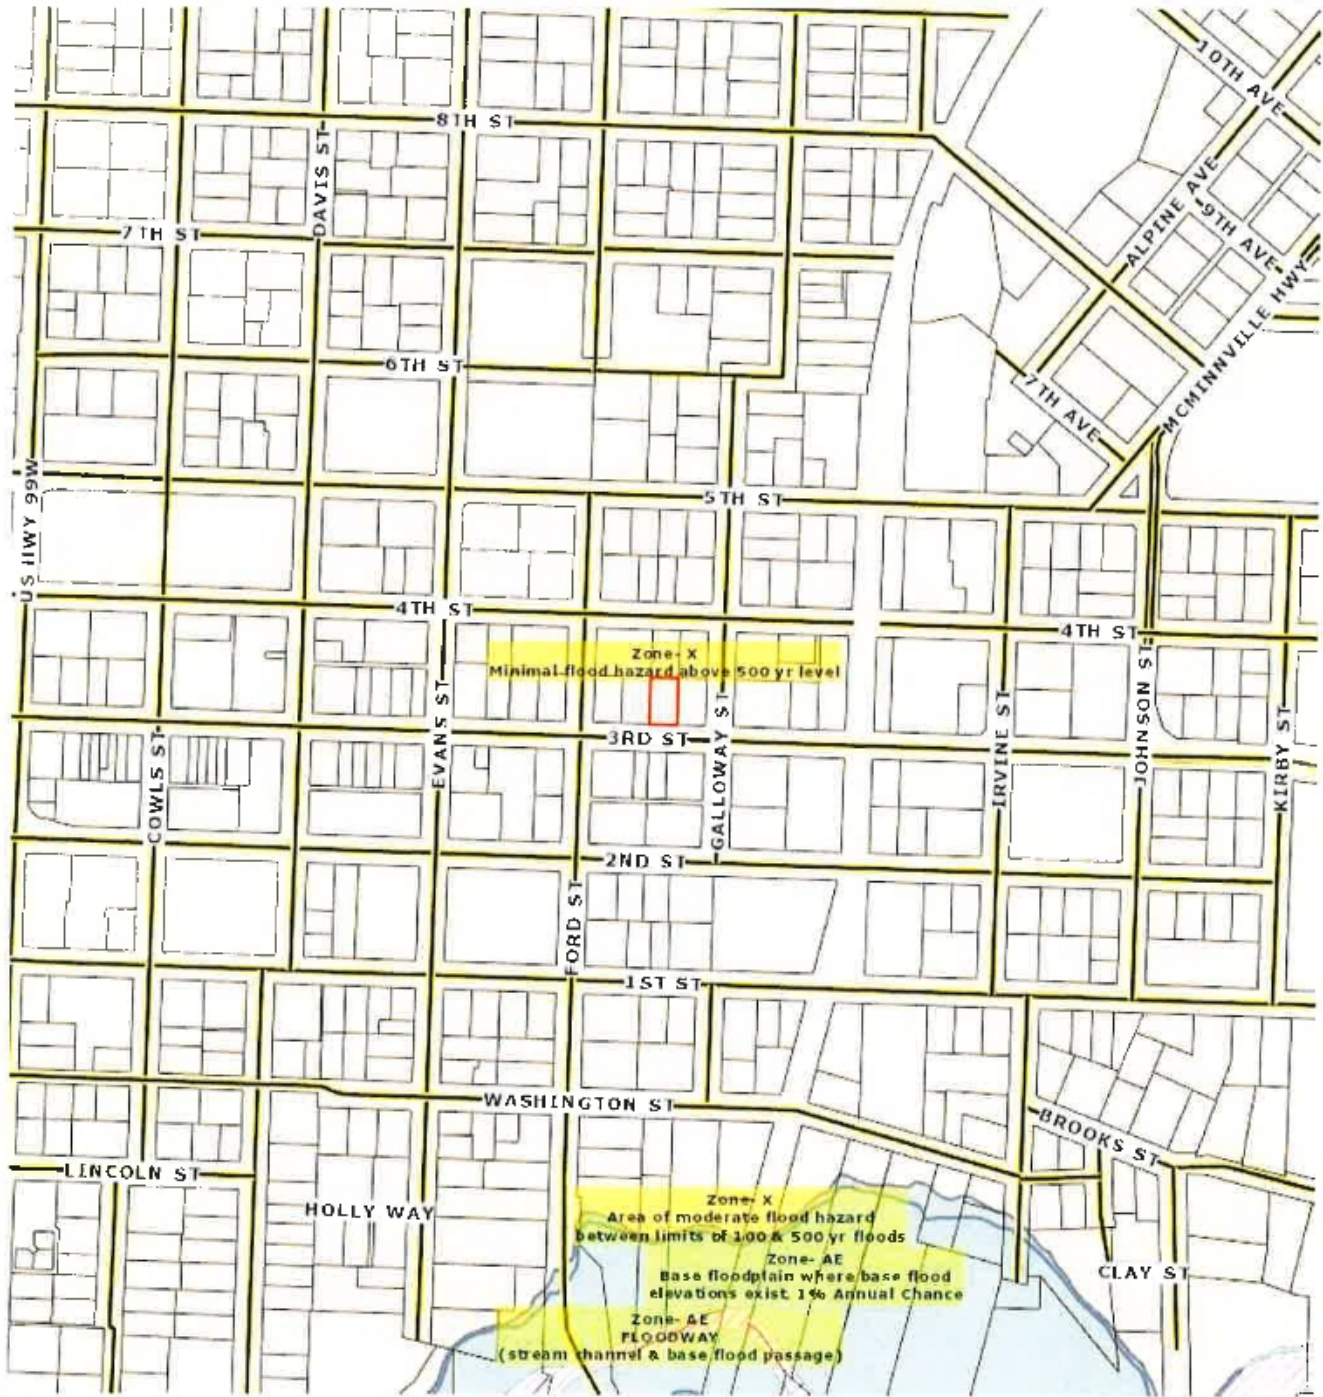 10TH AVE
8TH ST
DAVIS ST
ALPINE AVE
9TH AVE
7TH ST
MCMINNVILLE HWY
6TH ST
7TH AVE
US HWY 99W
5TH ST
4TH ST
4TH ST
Zone- X
Minimal flood hazard above 500 yr level
EVANS ST
GALLOWAY ST
IRVINE ST
JOHNSON ST
KIRBY ST
COWLS ST
3RD ST
2ND ST
FORD ST
1ST ST
WASHINGTON ST
BROOKS ST
LINCOLN ST
HOLLY WAY
Zone- X
Area of moderate flood hazard
between limits of 100 & 500 yr floods
Zone- AE
Base floodplain where base flood
elevations exist. 1% Annual Chance
CLAY ST
Zone- AE
FLOODWAY
(stream channel & base flood passage)